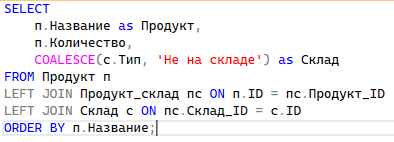 SELECT
п.Название as Продукт,
п.Количество,
COALESCE(с.Тип, 'Не на складе') as Склад
FROM Продукт п
LEFT JOIN Продукт_склад пс ON п.ID = пс.Продукт_ID
LEFT JOIN Склад с ON пс.Склад_ID = с.ID
ORDER BY п.Название;